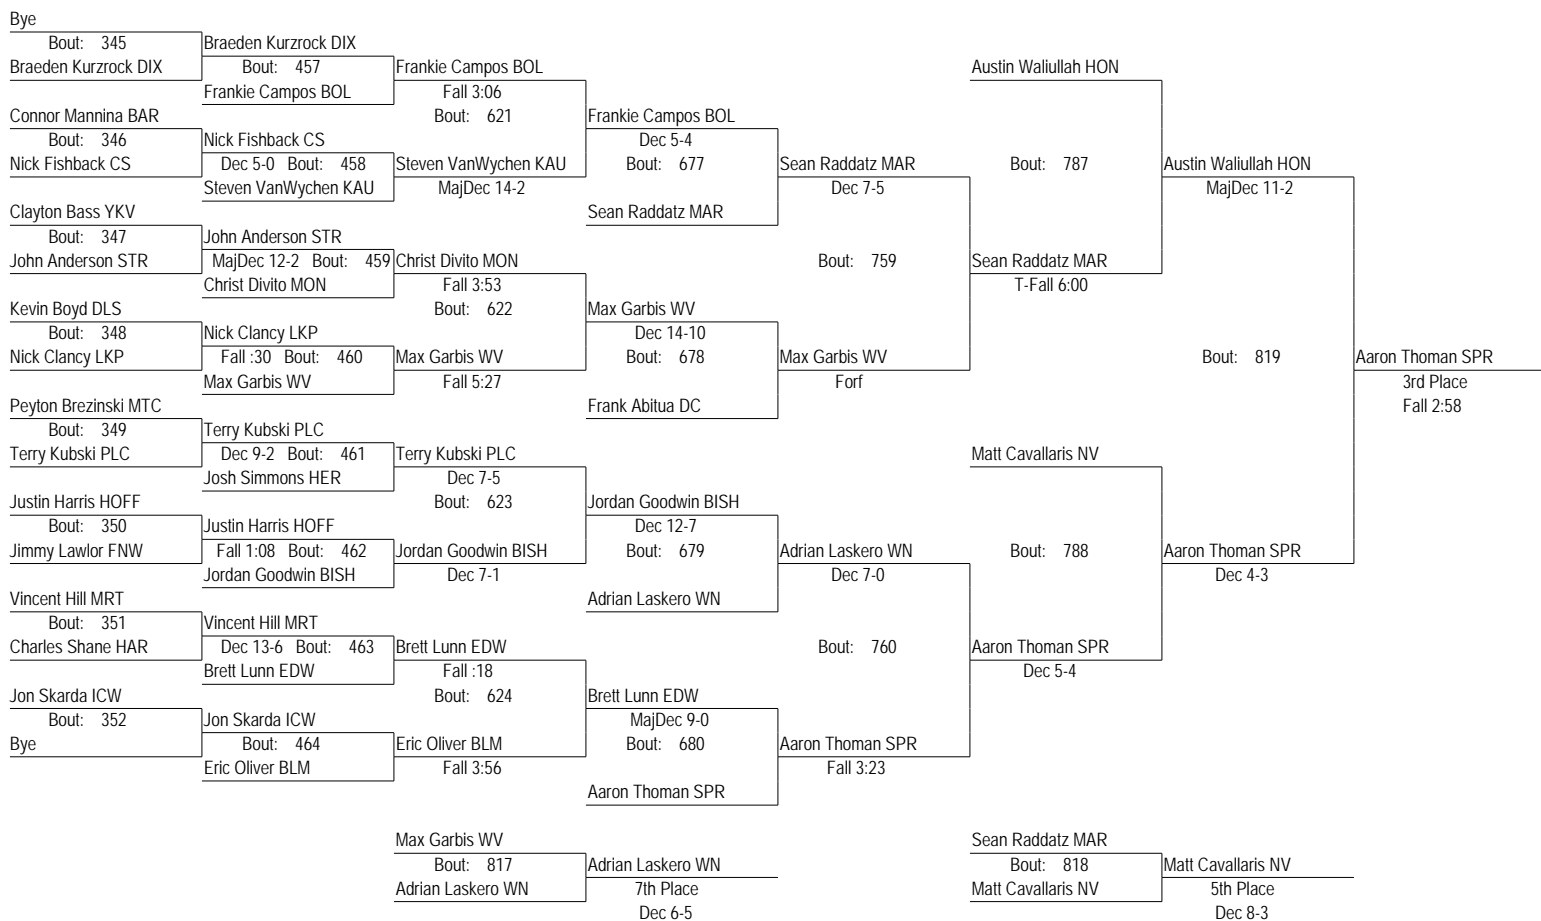 Bye
Bout: 345
Braeden Kurzrock DIX
Connor Mannina BAR
Bout: 346
Nick Fishback CS
Clayton Bass YKV
Bout: 347
John Anderson STR
Kevin Boyd DLS
Bout: 348
Nick Clancy LKP
Peyton Brezinski MTC
Bout: 349
Terry Kubski PLC
Justin Harris HOFF
Bout: 350
Jimmy Lawlor FNW
Vincent Hill MRT
Bout: 351
Charles Shane HAR
Jon Skarda ICW
Bout: 352
Bye
Braeden Kurzrock DIX
Bout: 457
Frankie Campos BOL
Nick Fishback CS
Dec 5-0 Bout: 458
Steven VanWychen KAU
John Anderson STR
MajDec 12-2 Bout: 459
Christ Divito MON
Nick Clancy LKP
Fall :30 Bout: 460
Max Garbis WV
Terry Kubski PLC
Dec 9-2 Bout: 461
Josh Simmons HER
Justin Harris HOFF
Fall 1:08 Bout: 462
Jordan Goodwin BISH
Vincent Hill MRT
Dec 13-6 Bout: 463
Brett Lunn EDW
Jon Skarda ICW
Bout: 464
Eric Oliver BLM
Frankie Campos BOL
Fall 3:06
Bout: 621
Steven VanWychen KAU
MajDec 14-2
Christ Divito MON
Fall 3:53
Bout: 622
Max Garbis WV
Fall 5:27
Terry Kubski PLC
Dec 7-5
Bout: 623
Jordan Goodwin BISH
Dec 7-1
Brett Lunn EDW
Fall :18
Bout: 624
Eric Oliver BLM
Fall 3:56
Frankie Campos BOL
Dec 5-4
Bout: 677
Sean Raddatz MAR
Max Garbis WV
Dec 14-10
Bout: 678
Frank Abitua DC
Jordan Goodwin BISH
Dec 12-7
Bout: 679
Adrian Laskero WN
Brett Lunn EDW
MajDec 9-0
Bout: 680
Aaron Thoman SPR
Sean Raddatz MAR
Dec 7-5
Bout: 759
Max Garbis WV
Forf
Adrian Laskero WN
Dec 7-0
Bout: 760
Aaron Thoman SPR
Fall 3:23
Austin Waliullah HON
Bout: 787
Sean Raddatz MAR
T-Fall 6:00
Matt Cavallaris NV
Bout: 788
Aaron Thoman SPR
Dec 5-4
Austin Waliullah HON
MajDec 11-2
Bout: 819
Aaron Thoman SPR
Dec 4-3
Aaron Thoman SPR
3rd Place
Fall 2:58
Max Garbis WV
Bout: 817
Adrian Laskero WN
Adrian Laskero WN
7th Place
Dec 6-5
Sean Raddatz MAR
Bout: 818
Matt Cavallaris NV
Matt Cavallaris NV
5th Place
Dec 8-3